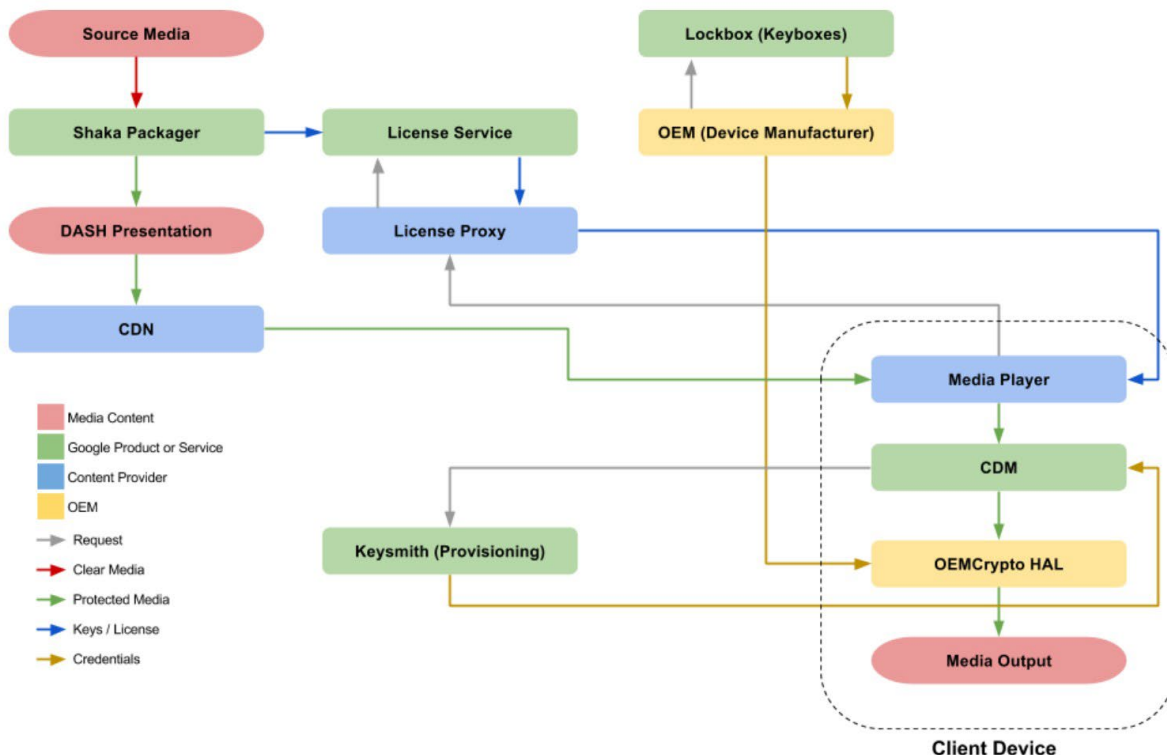 Source Media
Lockbox (Keyboxes)
Shaka Packager
License Service
OEM (Device Manufacturer)
DASH Presentation
License Proxy
CDN
Media Player
Media Content
Google Product or Service
Content Provider
OEM
Request
Clear Media
Protected Media
Keys / License
Credentials
CDM
Keysmith (Provisioning)
OEMCrypto HAL
Media Output
Client Device